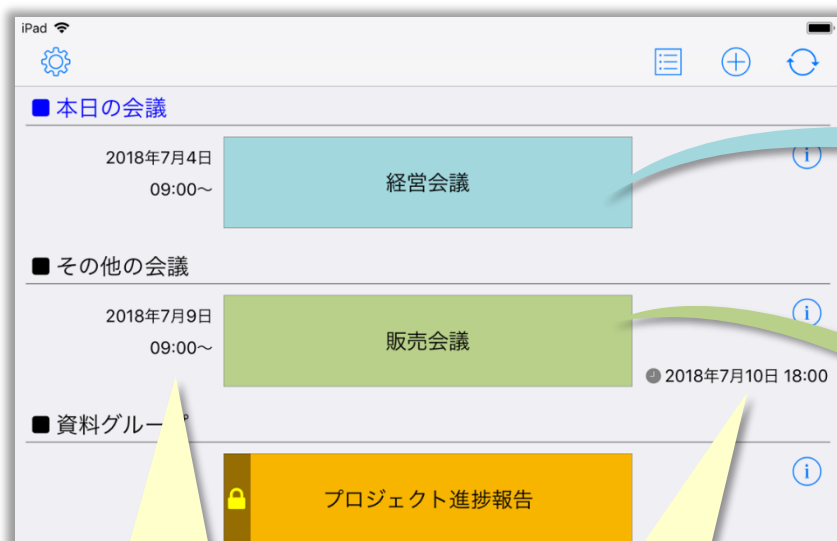 iPad
本日の会議
2018年7月4日
09:00～
経営会議
その他の会議
2018年7月9日
09:00～
販売会議
2018年7月10日 18:00
資料グループ
プロジェクト進捗報告